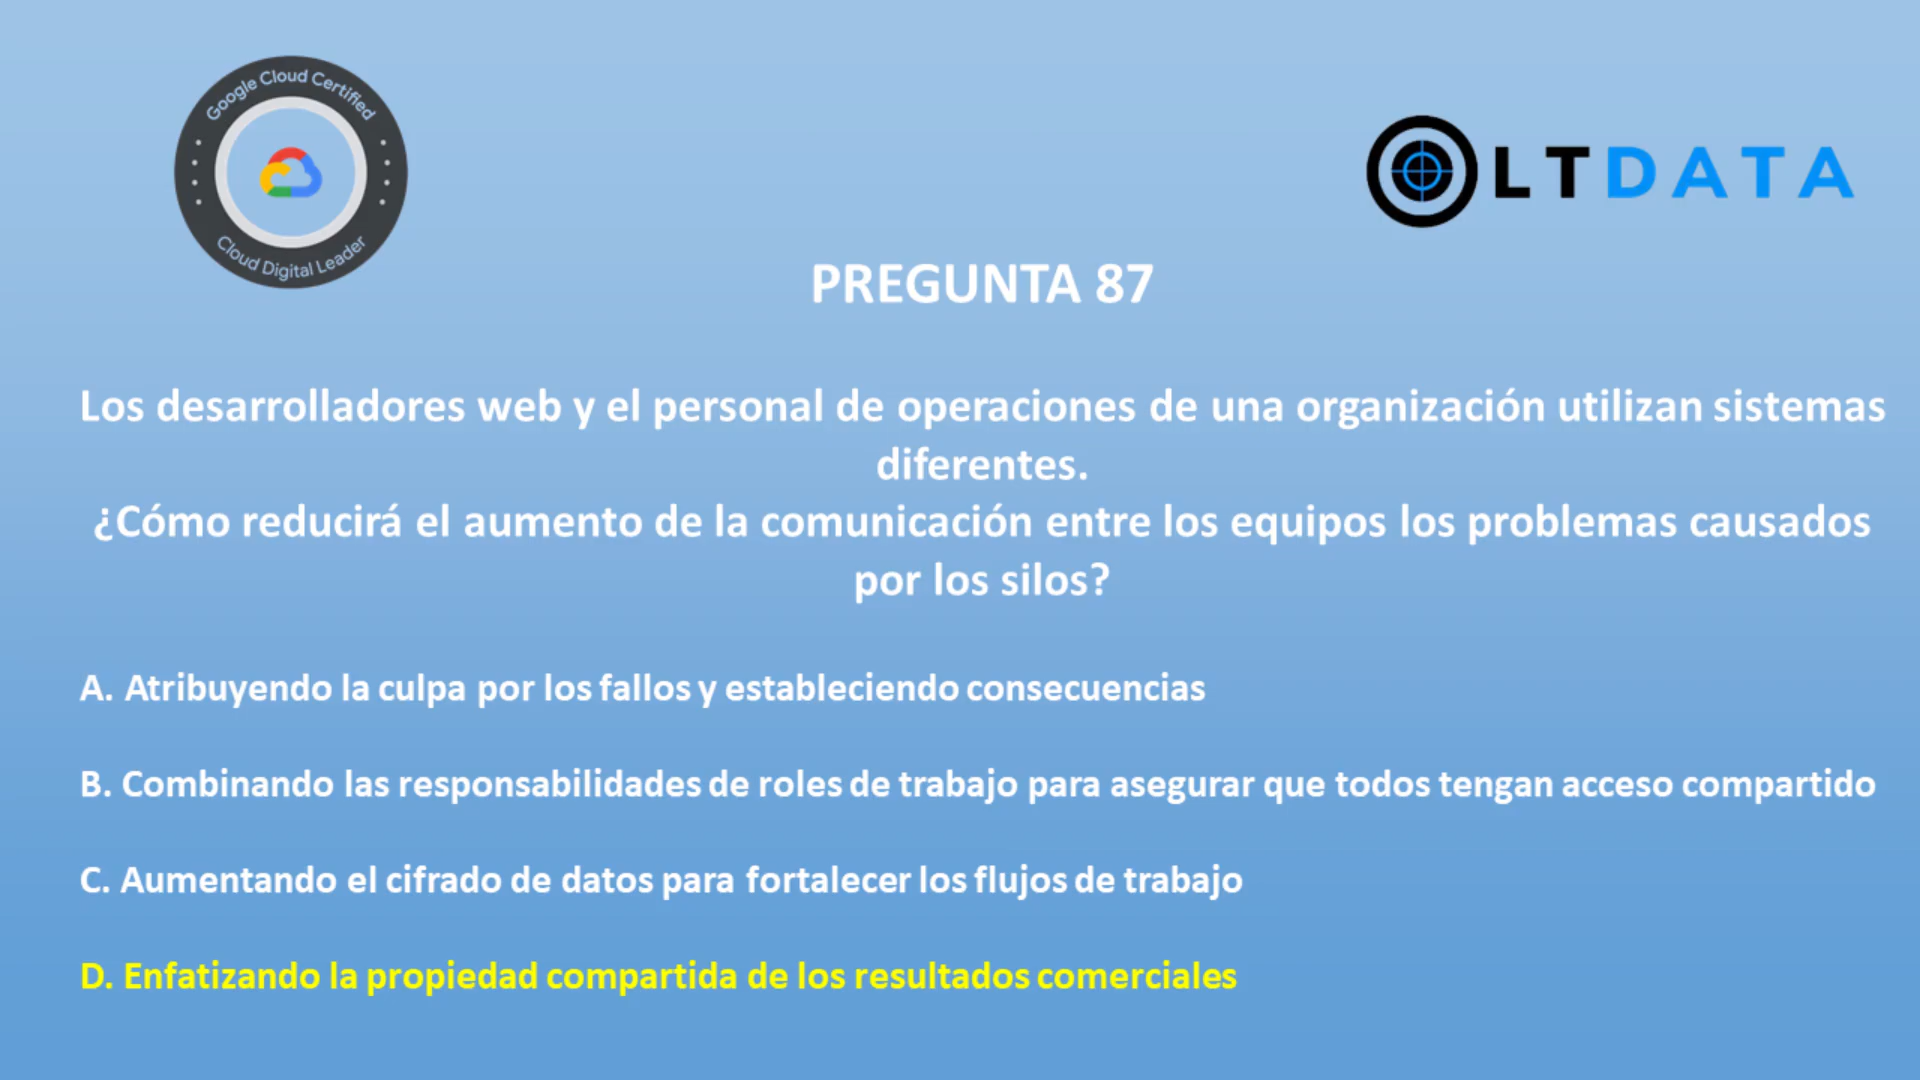 Google Cloud Certified
Cloud Digital Leader
LTDATA
PREGUNTA 87
Los desarrolladores web y el personal de operaciones de una organización utilizan sistemas
diferentes.
¿Cómo reducirá el aumento de la comunicación entre los equipos los problemas causados
por los silos?
A. Atribuyendo la culpa por los fallos y estableciendo consecuencias
B. Combinando las responsabilidades de roles de trabajo para asegurar que todos tengan acceso compartido
C. Aumentando el cifrado de datos para fortalecer los flujos de trabajo
D. Enfatizando la propiedad compartida de los resultados comerciales